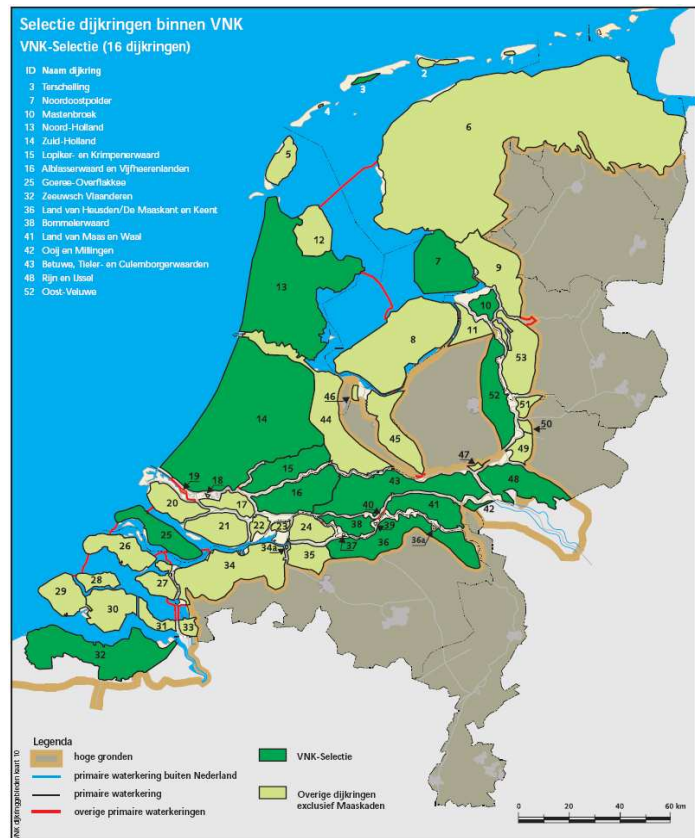 Selectie dijkringen binnen VNK
VNK-Selectie (16 dijkringen)
ID Naam dijkring
3 Terschelling
7 Noordoostpolder
10 Mastenbroek
13 Noord-Holland
14 Zuid-Holland
15 Lopiker- en Krimpenerwaard
16 Alblasserwaard en Vijfheerenlanden
25 Goeree-Overflakkee
32 Zeeuwsch Vlaanderen
36 Land van Heusden/De Maaskant en Keent
38 Bommelerwaard
41 Land van Maas en Waal
42 Ooij en Millingen
43 Betuwe, Tieler- en Culemborgerwaarden
48 Rijn en IJssel
52 Oost-Veluwe
1
2
3
4
5
6
12
13
7
9
10
11
8
53
52
46
44
45
51
50
49
47
14
15
16
43
48
42
19
18
17
20
21
22
23
24
40
38
39
41
37
36
36a
25
34a
35
34
26
27
28
29
30
31
33
32
Legenda
hoge gronden
primaire waterkering buiten Nederland
primaire waterkering
overige primaire waterkeringen
VNK-Selectie
Overige dijkringen
exclusief Maaskaden
0 10 20 30 40 60 km
VNK dijkringgebieden kaart 10